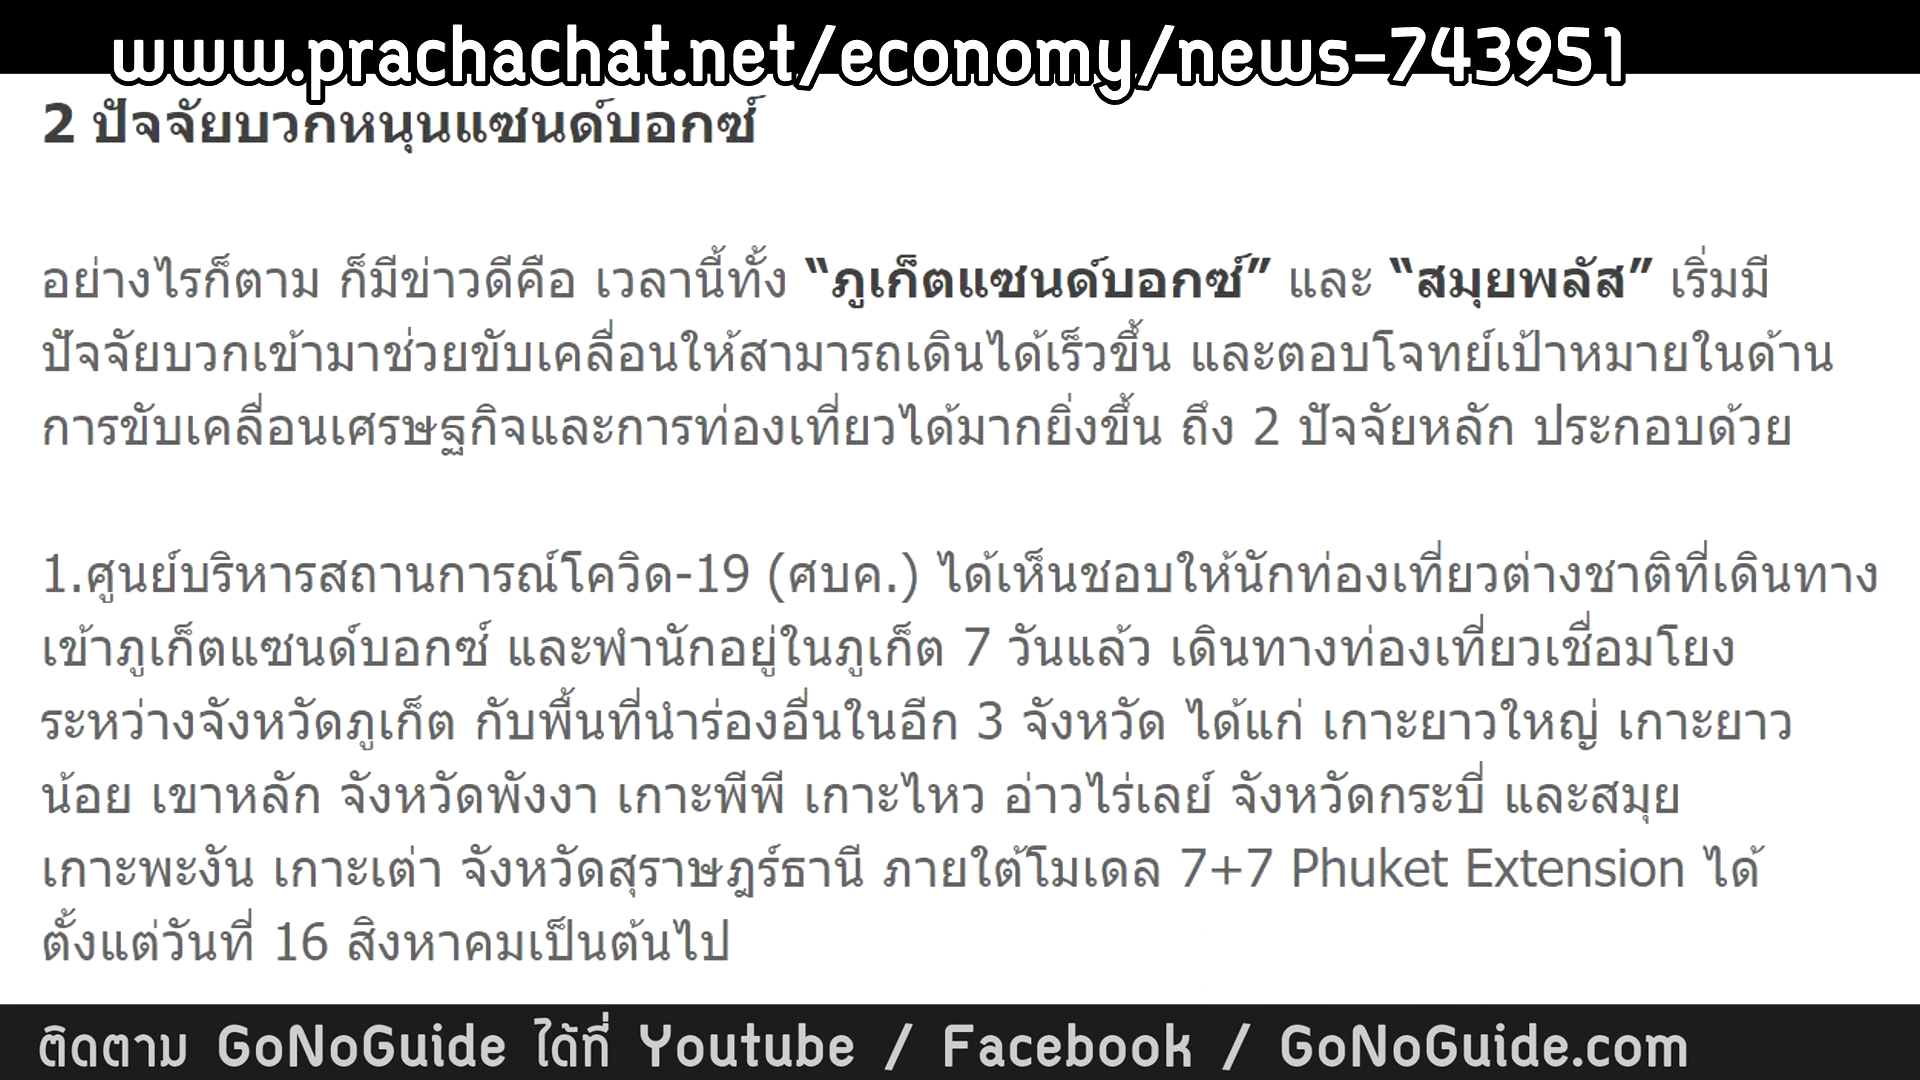 www.prachachat.net/economy/news-743951
2 ปัจจัยบวกหนุนแซนด์บอกซ์
อย่างไรก็ตาม ก็มีข่าวดีคือ เวลานี้ทั้ง “ภูเก็ตแซนด์บอกซ์” และ “สมุยพลัส” เริ่มมี
ปัจจัยบวกเข้ามาช่วยขับเคลื่อนให้สามารถเดินได้เร็วขึ้น และตอบโจทย์เป้าหมายในด้าน
การขับเคลื่อนเศรษฐกิจและการท่องเที่ยวได้มากยิ่งขึ้น ถึง 2 ปัจจัยหลัก ประกอบด้วย
1.ศูนย์บริหารสถานการณ์โควิด-19 (ศบค.) ได้เห็นชอบให้นักท่องเที่ยวต่างชาติที่เดินทาง
เข้าภูเก็ตแซนด์บอกซ์ และพำนักอยู่ในภูเก็ต 7 วันแล้ว เดินทางท่องเที่ยวเชื่อมโยง
ระหว่างจังหวัดภูเก็ต กับพื้นที่นำร่องอื่นในอีก 3 จังหวัด ได้แก่ เกาะยาวใหญ่ เกาะยาว
น้อย เขาหลัก จังหวัดพังงา เกาะพีพี เกาะไหว อ่าวไร่เลย์ จังหวัดกระบี่ และสมุย
เกาะพะงัน เกาะเต่า จังหวัดสุราษฎร์ธานี ภายใต้โมเดล 7+7 Phuket Extension ได้
ตั้งแต่วันที่ 16 สิงหาคมเป็นต้นไป
ติดตาม GoNoGuide ได้ที่ Youtube / Facebook / GoNoGuide.com